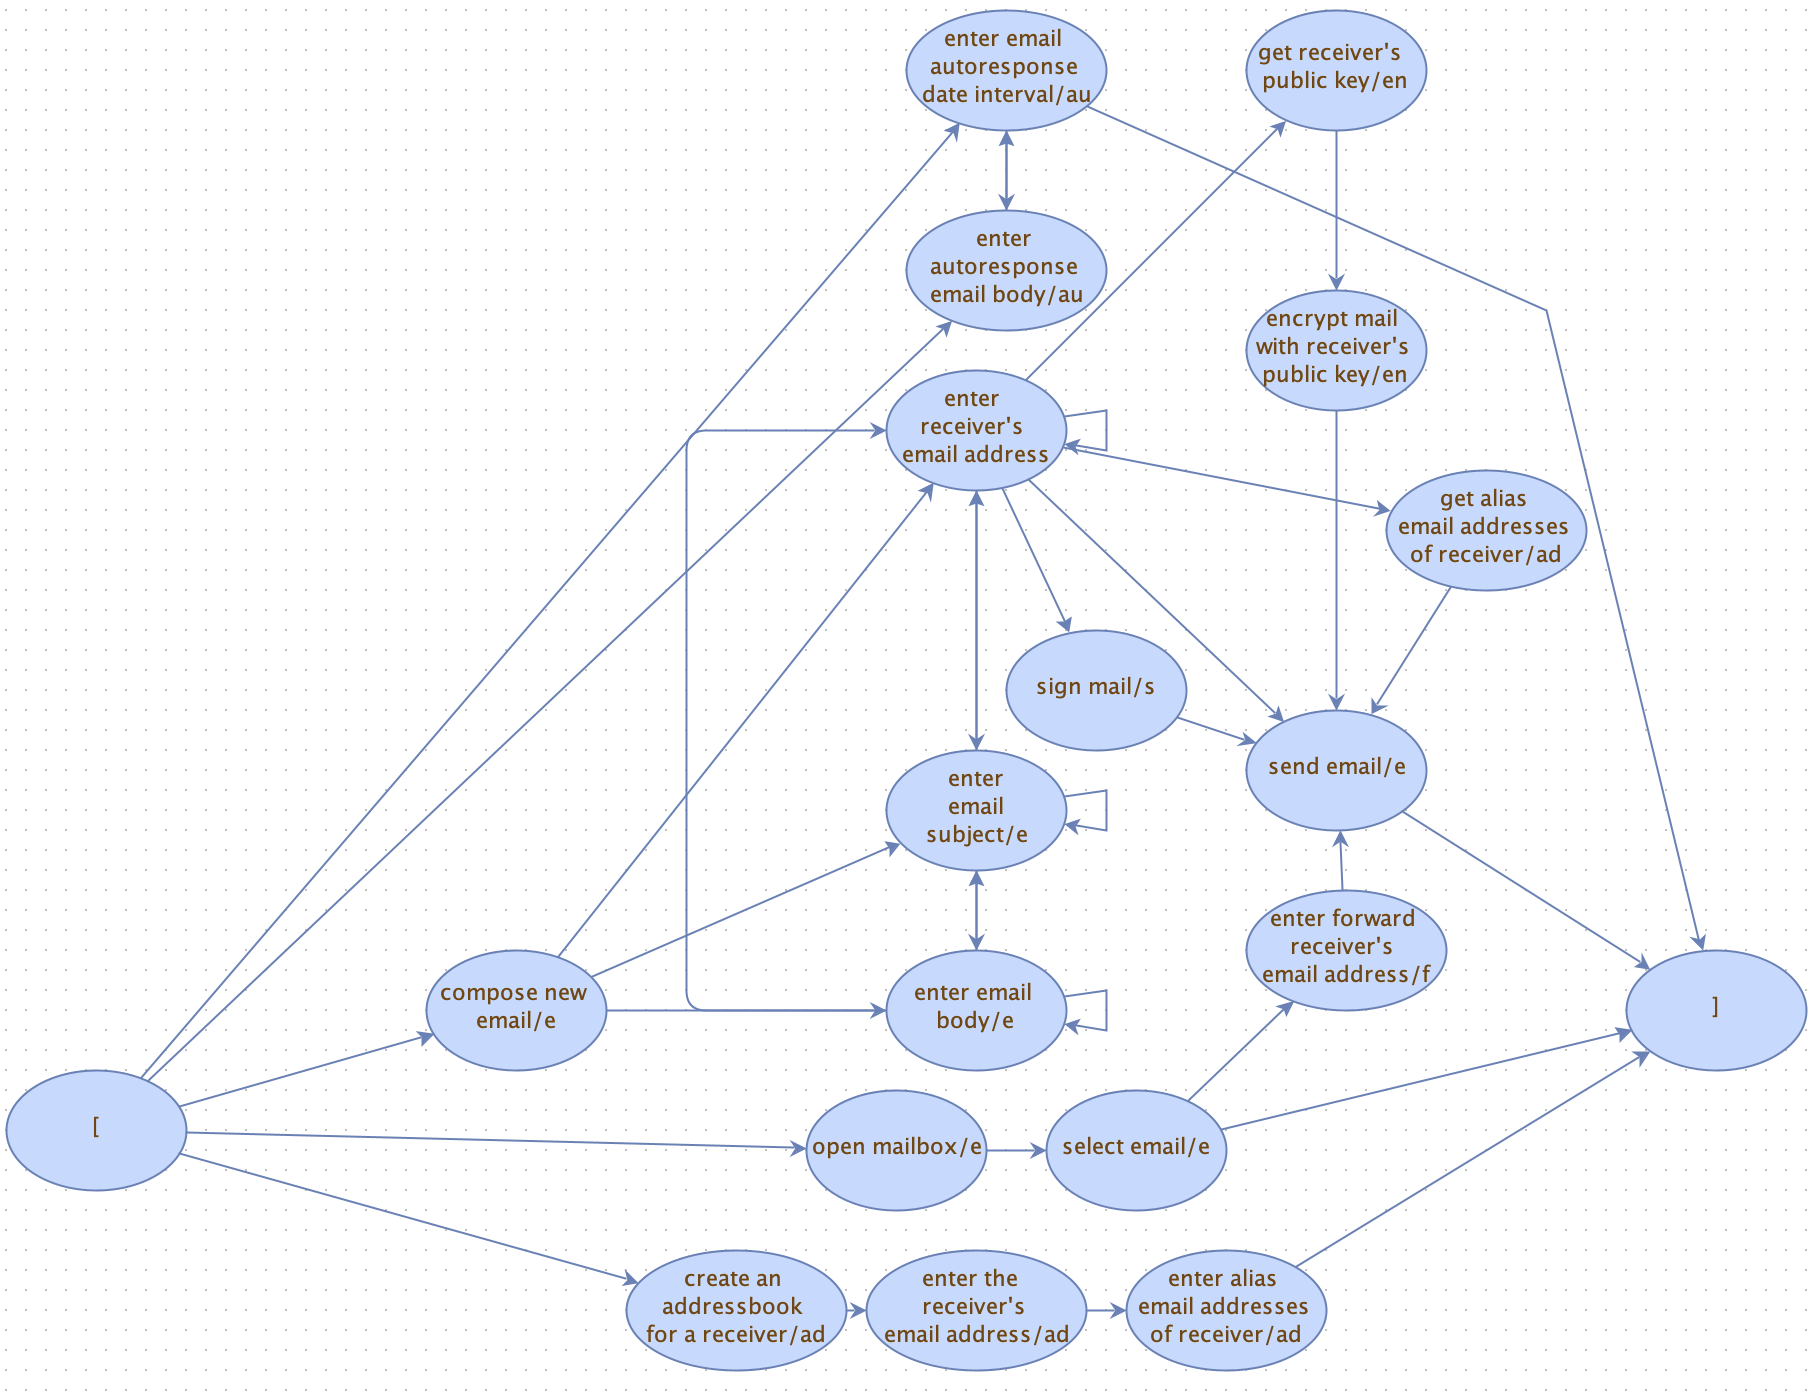 enter email
autoresponse
date interval/au
get receiver's
public key/en
enter
autoresponse
email body/au
encrypt mail
with receiver's
public key/en
enter
receiver's
email address
get alias
email addresses
of receiver/ad
sign mail/s
send email/e
enter
email
subject/e
enter forward
receiver's
email address/f
compose new
email/e
enter email
body/e
]
[
open mailbox/e
select email/e
create an
addressbook
for a receiver/ad
enter the
receiver's
email address/ad
enter alias
email addresses
of receiver/ad